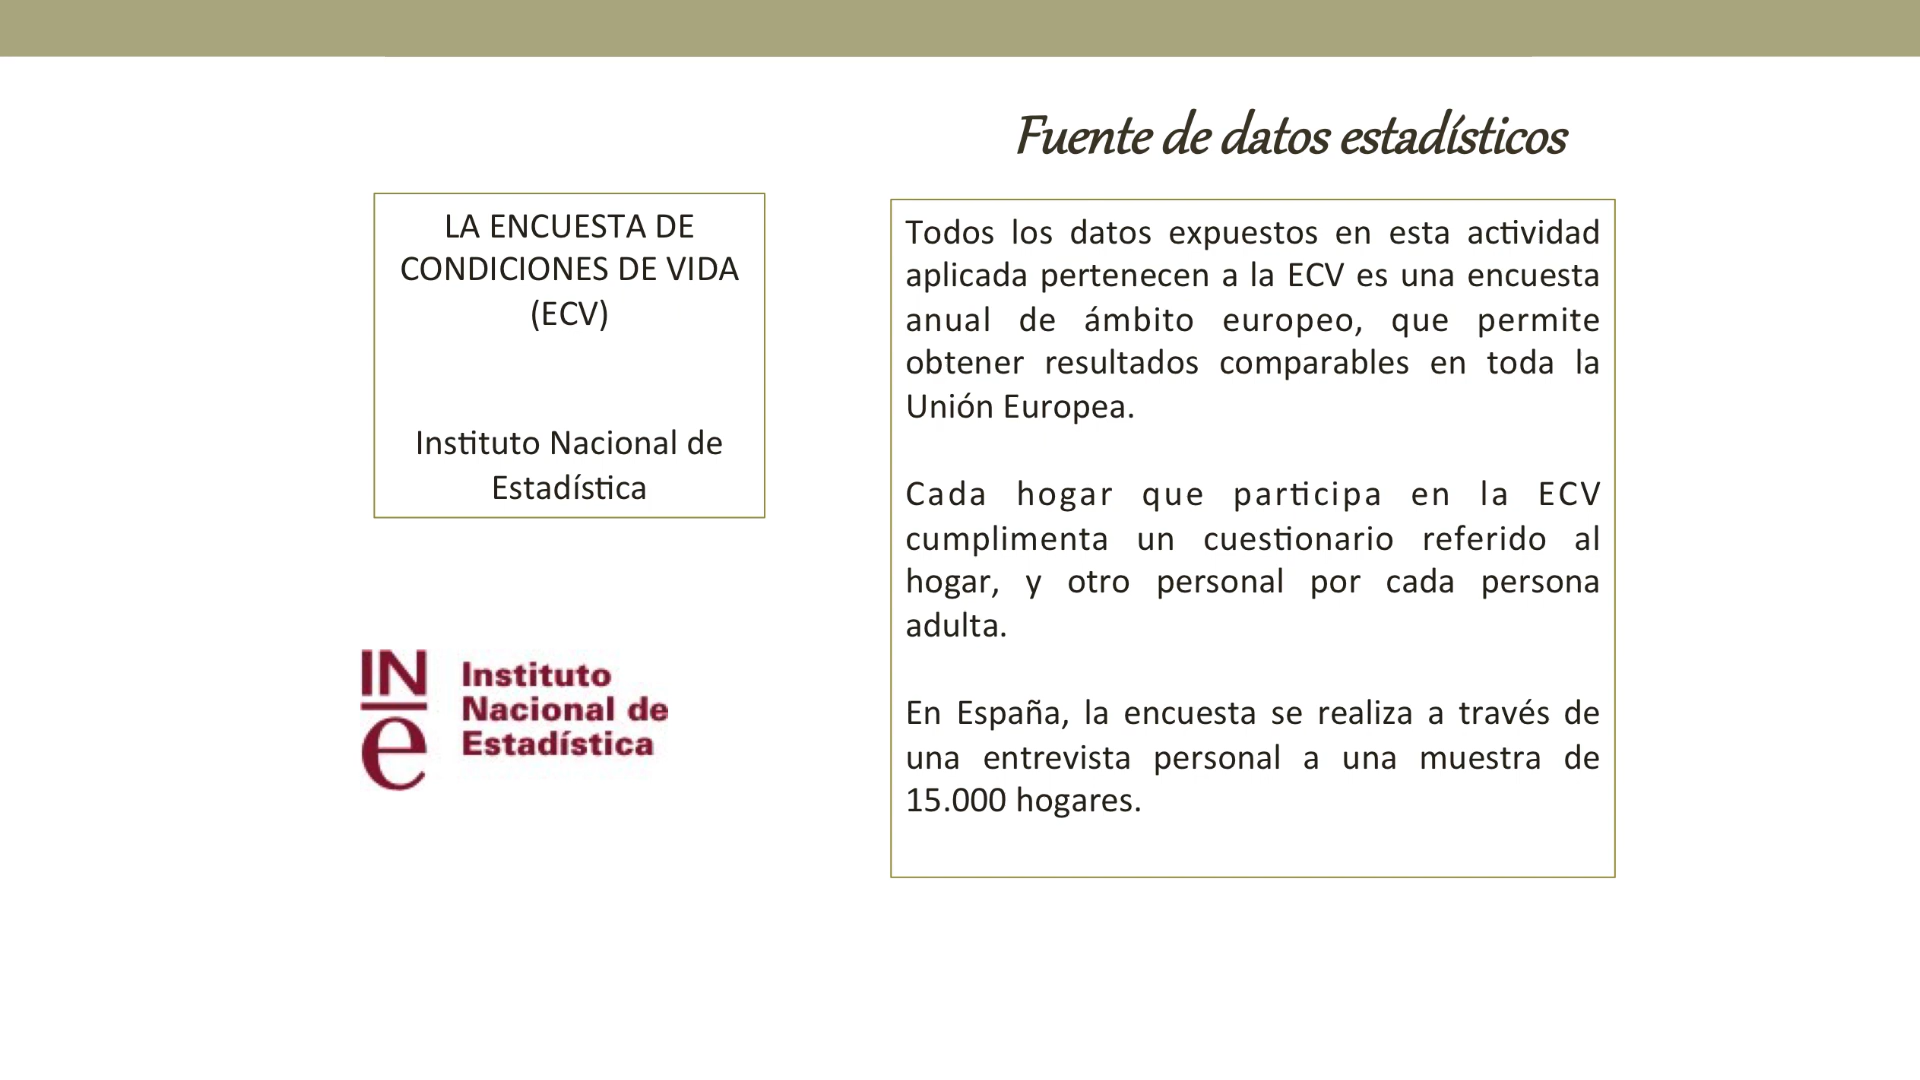 Fuente de datos estadísticos
LA ENCUESTA DE
CONDICIONES DE VIDA
(ECV)
Instituto Nacional de
Estadística
IN
e
Instituto
Nacional de
Estadística
Todos los datos expuestos en esta actividad
aplicada pertenecen a la ECV es una encuesta
anual de ámbito europeo, que permite
obtener resultados comparables en toda la
Unión Europea.
Cada hogar que participa en la ECV
cumplimenta un cuestionario referido al
hogar, y otro personal por cada persona
adulta.
En España, la encuesta se realiza a través de
una entrevista personal a una muestra de
15.000 hogares.